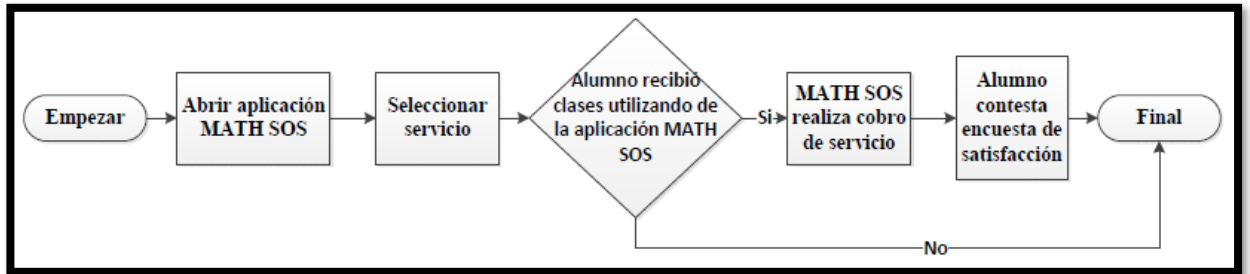 Empezar
Abrir aplicación
MATH SOS
Seleccionar
servicio
Alumno recibió
clases utilizando de
la aplicación MATH
SOS
Si
MATH SOS
realiza cobro
de servicio
Alumno
contesta
encuesta de
satisfacción
Final
No